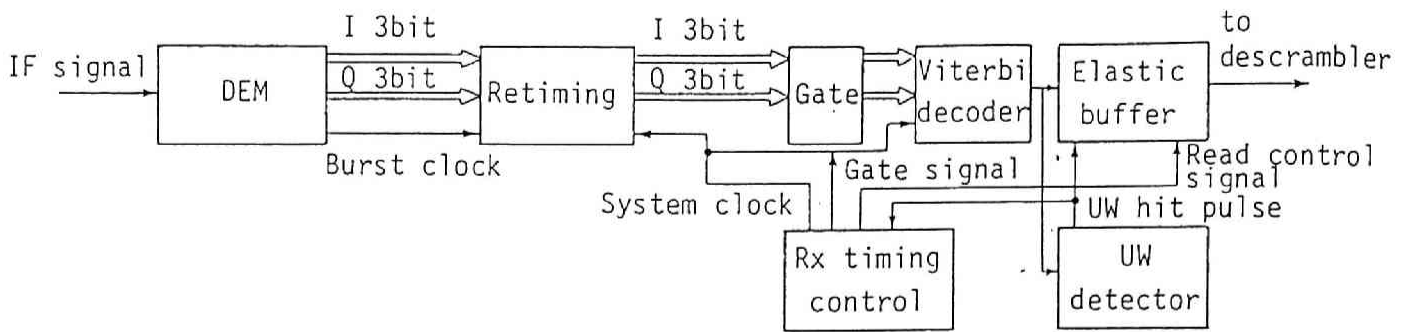 I 3bit
I 3bit
to
descrambler
IF signal
DEM
Q 3bit
Retiming
Q 3bit
Gate
Viterbi
decoder
Elastic
buffer
Burst clock
Gate signal
Read control
signal
System clock
UW hit pulse
Rx timing
control
UW
detector